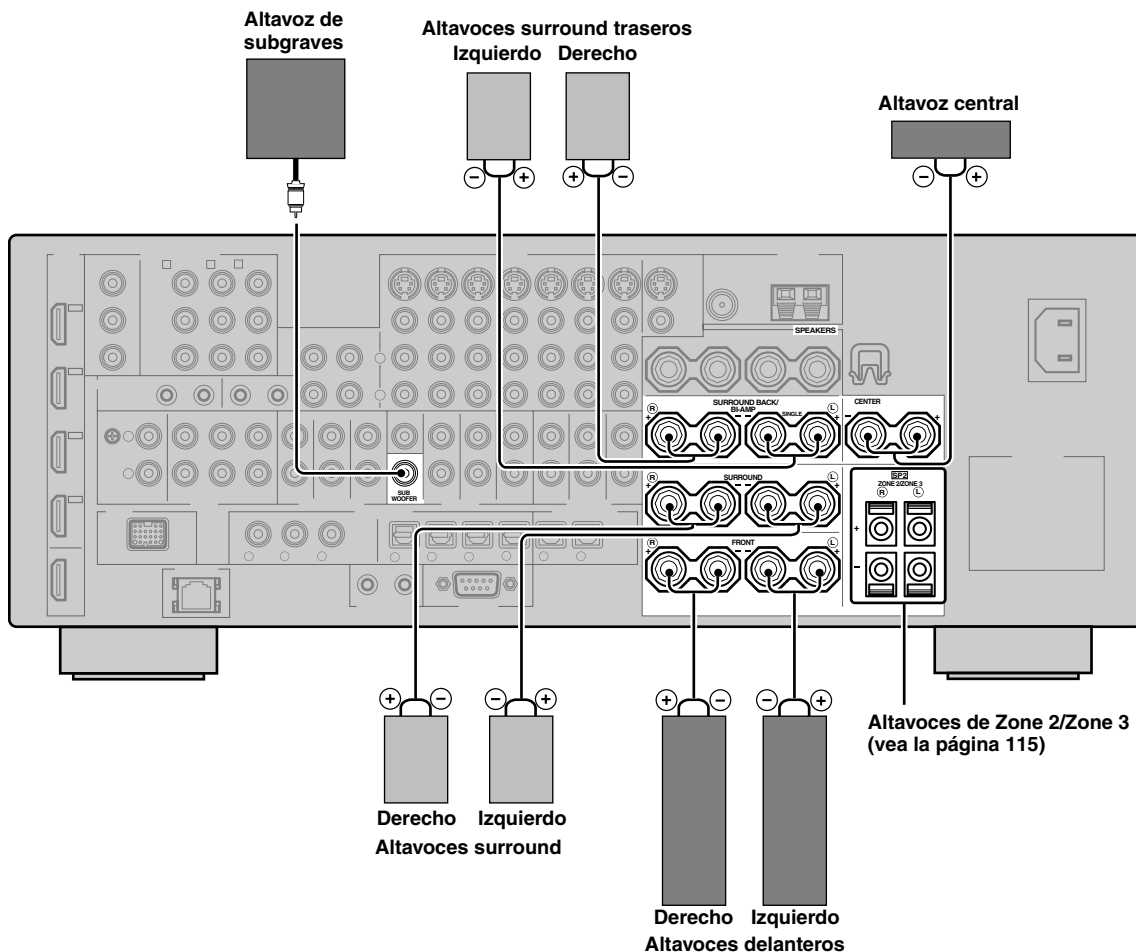 Altavoz de
subgraves
Altavoces surround traseros
Izquierdo Derecho
Altavoz central
− + + −
− +
SPEAKERS
R SURROUND BACK/ L
BI-AMP
SINGLE
CENTER
+ − − + − +
SUB
WOOFER
R SURROUND L
+ − − +
SP2
ZONE 2/ZONE 3
R L
+
−
R FRONT L
+ − − +
+ − − +
+ − − +
Altavoces de Zone 2/Zone 3
(vea la página 115)
Derecho Izquierdo
Altavoces surround
Derecho Izquierdo
Altavoces delanteros